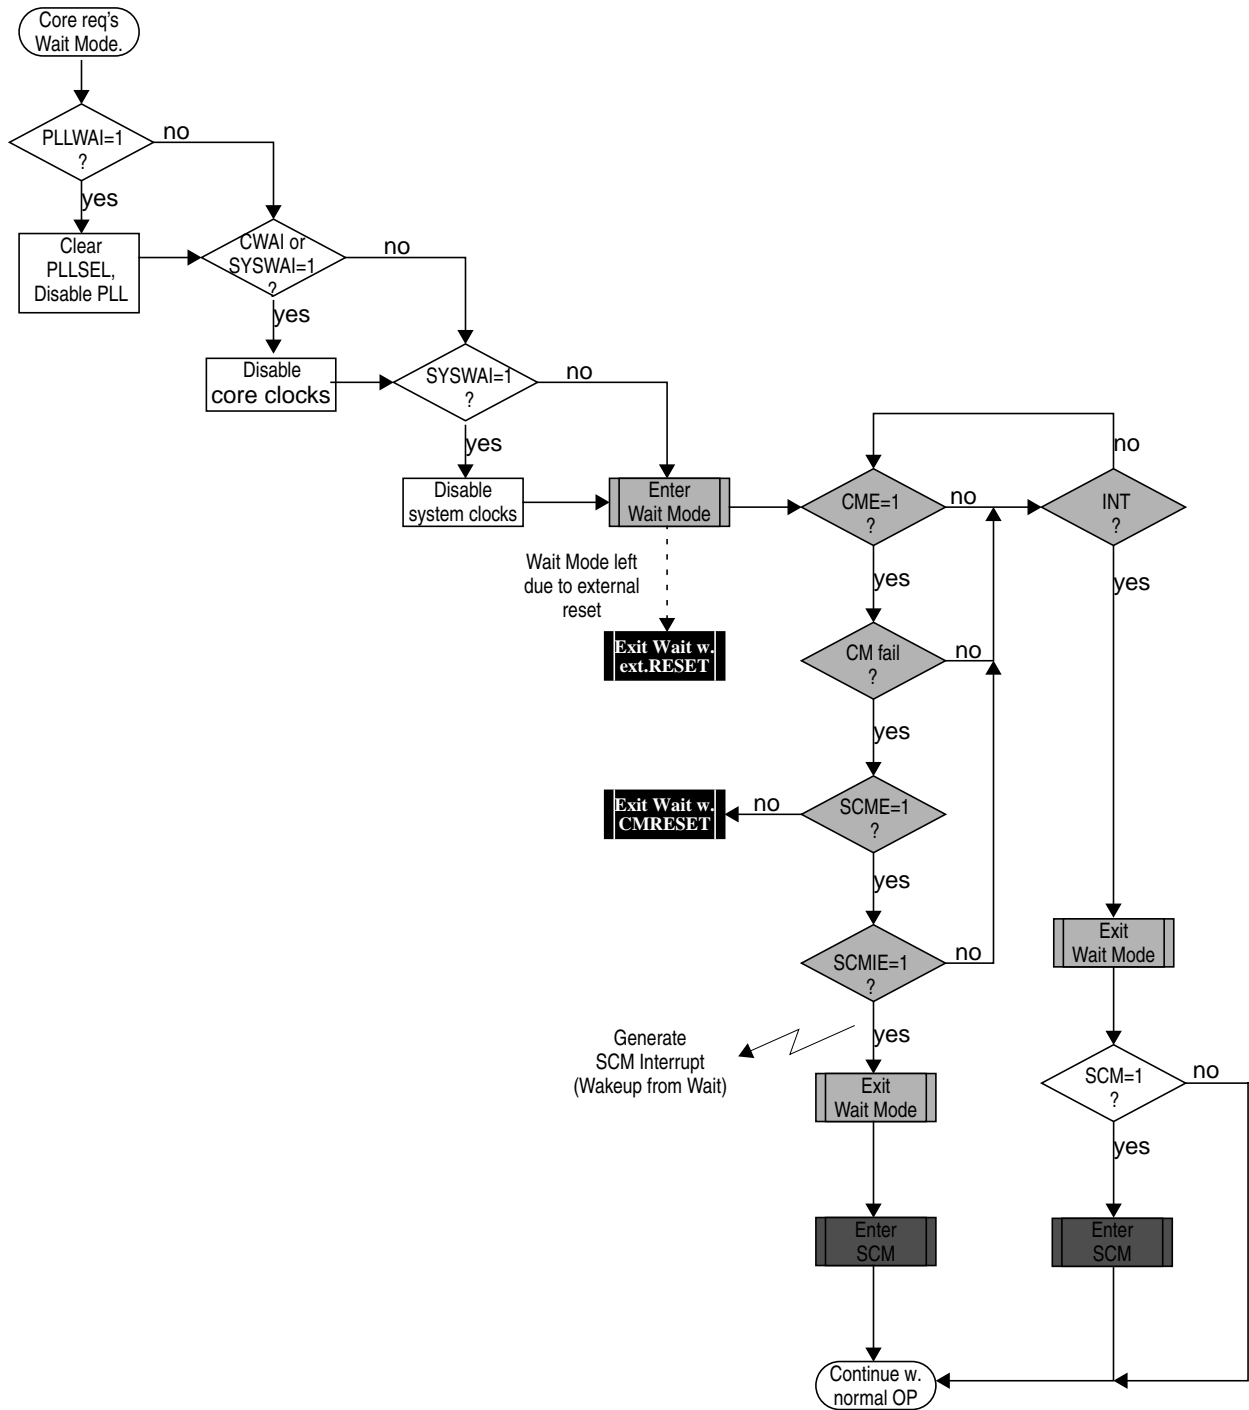 Core req's
Wait Mode.
PLLWAI=1
?
no
yes
Clear
PLLSEL,
Disable PLL
CWAI or
SYSWAI=1
?
no
yes
Disable
core clocks
SYSWAI=1
?
no
yes
Disable
system clocks
Enter
Wait Mode
Wait Mode left
due to external
reset
Exit Wait w.
ext.RESET
CME=1
?
no
yes
INT
?
no
yes
CM fail
?
no
yes
SCME=1
?
no
yes
Exit Wait w.
CMRESET
SCMIE=1
?
no
yes
Generate
SCM Interrupt
(Wakeup from Wait)
Exit
Wait Mode
Enter
SCM
Exit
Wait Mode
SCM=1
?
no
yes
Enter
SCM
Continue w.
normal OP